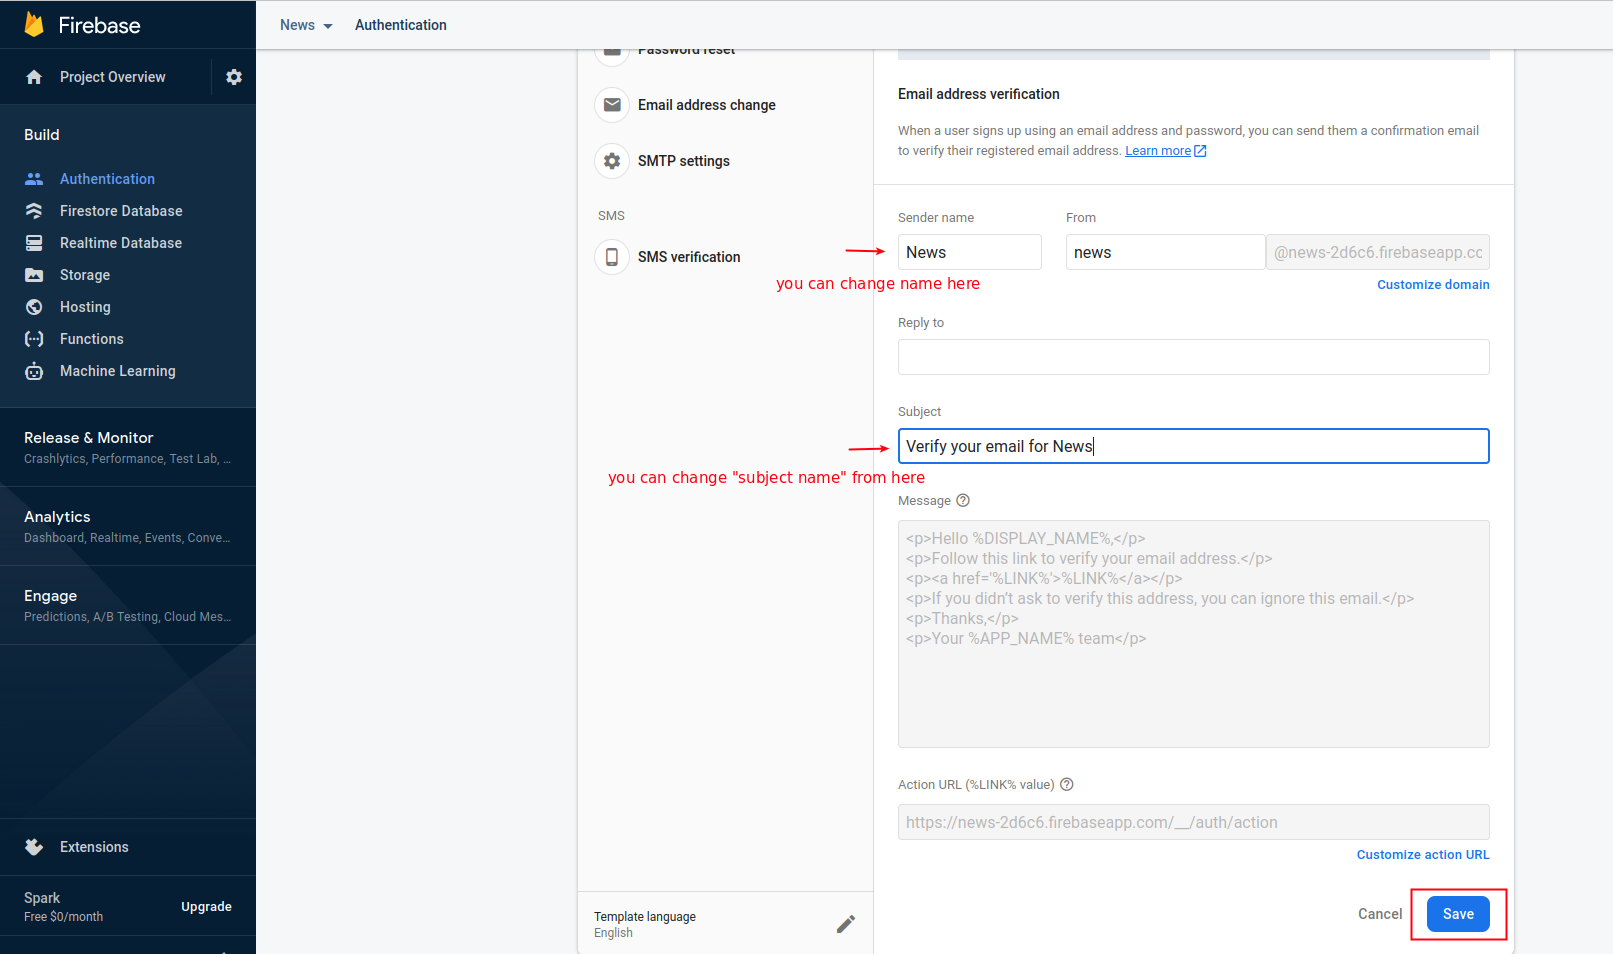 Firebase
News
Authentication
Project Overview
Build
Authentication
Firestore Database
Realtime Database
Storage
Hosting
Functions
Machine Learning
Release & Monitor
Crashlytics, Performance, Test Lab, ...
Analytics
Dashboard, Realtime, Events, Conve...
Engage
Predictions, A/B Testing, Cloud Mes...
Extensions
Spark
Free $0/month
Upgrade
Password reset
Email address change
SMTP settings
SMS
SMS verification
Template language
English
Email address verification
When a user signs up using an email address and password, you can send them a confirmation email
to verify their registered email address. Learn more
Sender name
From
News
news
@news-2d6c6.firebaseapp.cc
you can change name here
Customize domain
Reply to
Subject
Verify your email for News
you can change "subject name" from here
Message
<p>Hello %DISPLAY_NAME%,</p>
<p>Follow this link to verify your email address.</p>
<p><a href='%LINK%'>%LINK%</a></p>
<p>If you didn’t ask to verify this address, you can ignore this email.</p>
<p>Thanks,</p>
<p>Your %APP_NAME% team</p>
Action URL (%LINK% value)
https://news-2d6c6.firebaseapp.com/__/auth/action
Customize action URL
Cancel
Save